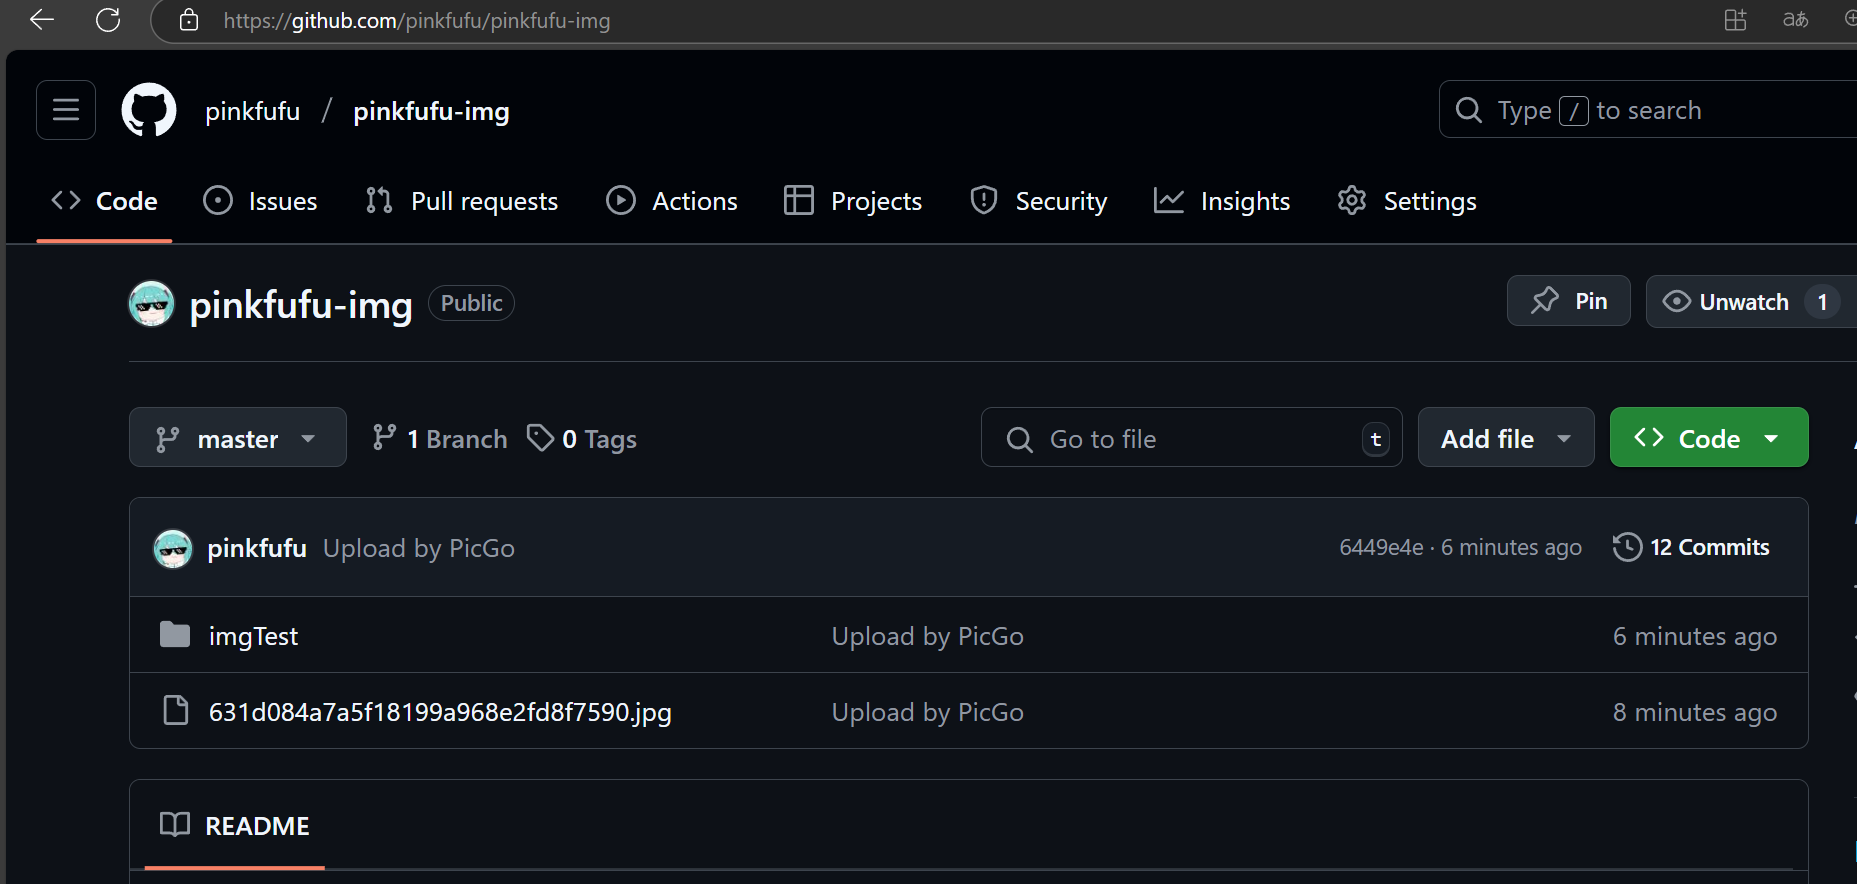 https://github.com/pinkfufu/pinkfufu-img
aあ
pinkfufu / pinkfufu-img
Type / to search
Code Issues Pull requests Actions Projects Security Insights Settings
pinkfufu-img Public
Pin Unwatch 1
master 1 Branch 0 Tags Go to file t Add file Code
pinkfufu Upload by PicGo 6449e4e · 6 minutes ago 12 Commits
imgTest Upload by PicGo 6 minutes ago
631d084a7a5f18199a968e2fd8f7590.jpg Upload by PicGo 8 minutes ago
README